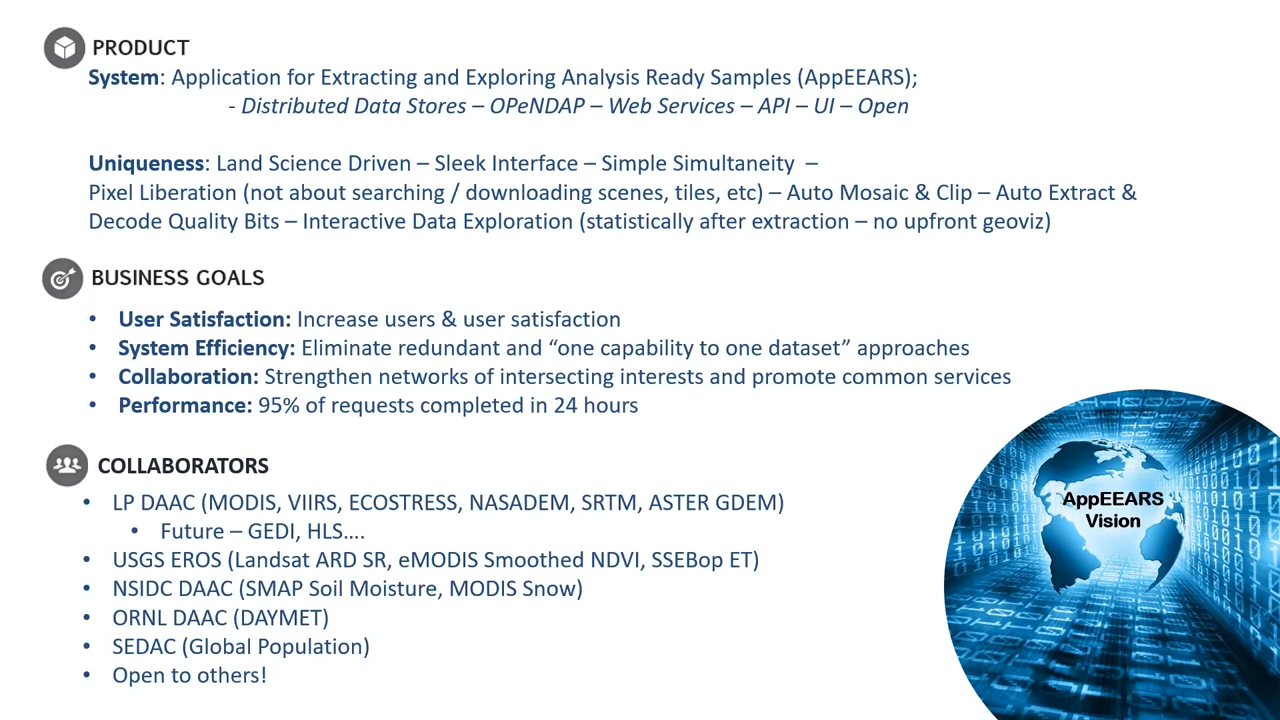 PRODUCT
System: Application for Extracting and Exploring Analysis Ready Samples (AppEEARS);
- Distributed Data Stores – OPeNDAP – Web Services – API – UI – Open
Uniqueness: Land Science Driven – Sleek Interface – Simple Simultaneity –
Pixel Liberation (not about searching / downloading scenes, tiles, etc) – Auto Mosaic & Clip – Auto Extract &
Decode Quality Bits – Interactive Data Exploration (statistically after extraction – no upfront geoviz)
BUSINESS GOALS
• User Satisfaction: Increase users & user satisfaction
• System Efficiency: Eliminate redundant and “one capability to one dataset” approaches
• Collaboration: Strengthen networks of intersecting interests and promote common services
• Performance: 95% of requests completed in 24 hours
COLLABORATORS
• LP DAAC (MODIS, VIIRS, ECOSTRESS, NASADEM, SRTM, ASTER GDEM)
• Future – GEDI, HLS….
• USGS EROS (Landsat ARD SR, eMODIS Smoothed NDVI, SSEBop ET)
• NSIDC DAAC (SMAP Soil Moisture, MODIS Snow)
• ORNL DAAC (DAYMET)
• SEDAC (Global Population)
• Open to others!
AppEEARS
Vision